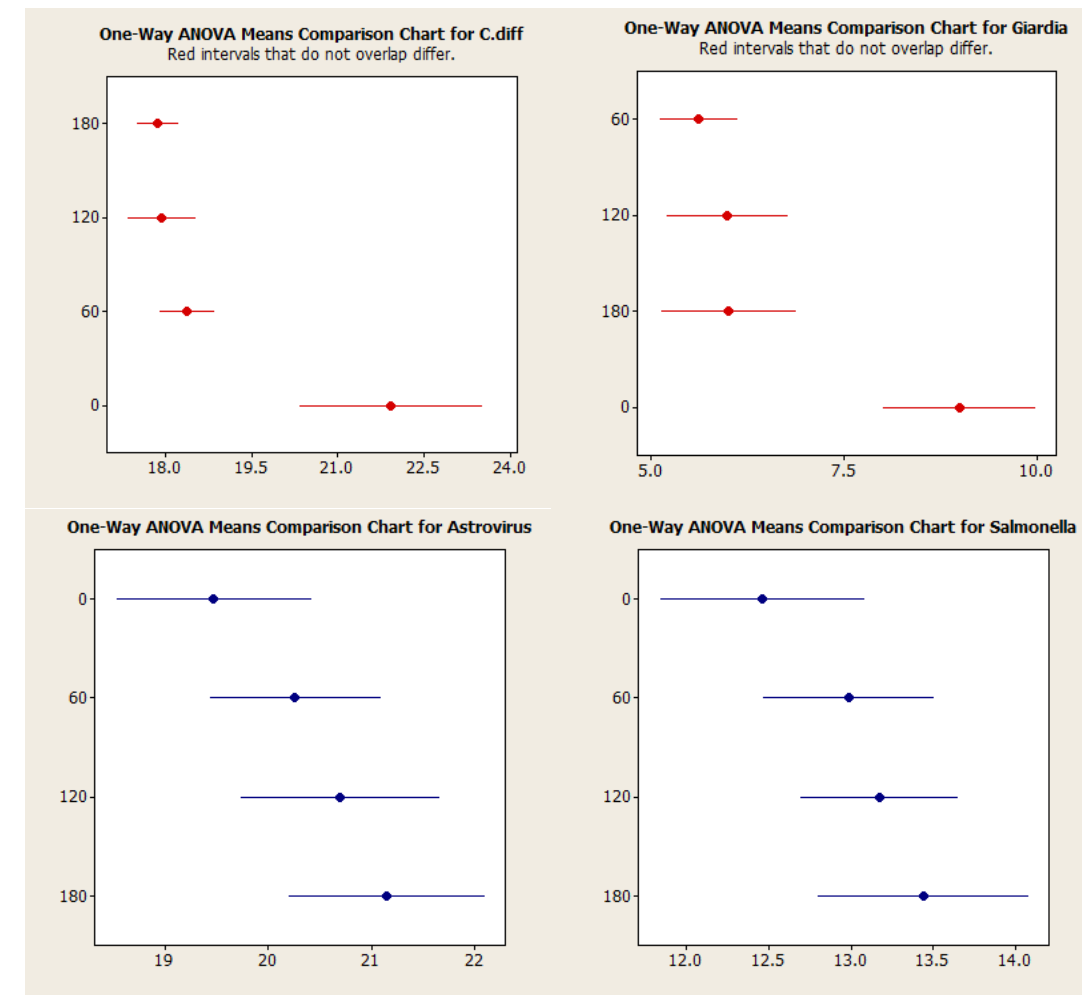 One-Way ANOVA Means Comparison Chart for C.diff
Red intervals that do not overlap differ.
180
120
60
0
18.0 19.5 21.0 22.5 24.0
One-Way ANOVA Means Comparison Chart for Giardia
Red intervals that do not overlap differ.
60
120
180
0
5.0 7.5 10.0
One-Way ANOVA Means Comparison Chart for Astrovirus
0
60
120
180
19 20 21 22
One-Way ANOVA Means Comparison Chart for Salmonella
0
60
120
180
12.0 12.5 13.0 13.5 14.0